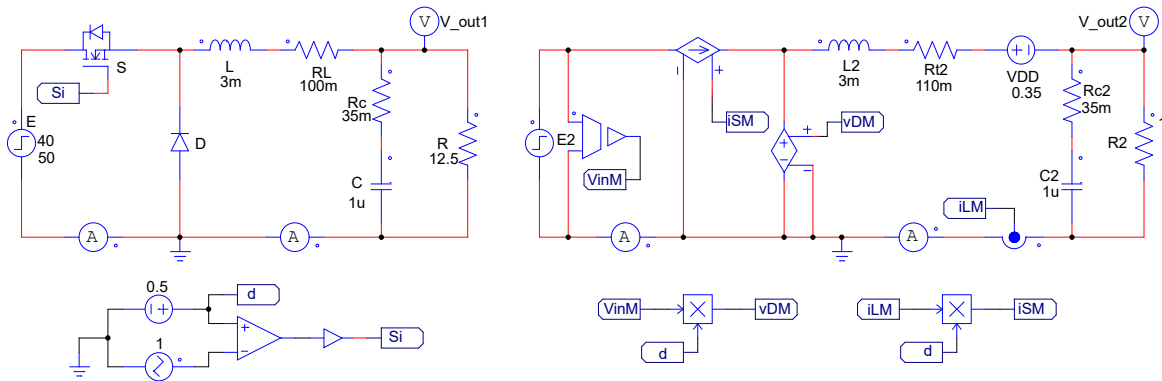 V
V_out1
S
Si
L
3m
RL
100m
Rc
35m
E
40
50
D
R
12.5
C
1u
A
A
0.5
d
1
Si
V
V_out2
L2
3m
Rt2
110m
VDD
0.35
Rc2
35m
iSM
vDM
E2
VinM
R2
C2
1u
iLM
A
A
VinM
vDM
d
iLM
iSM
d